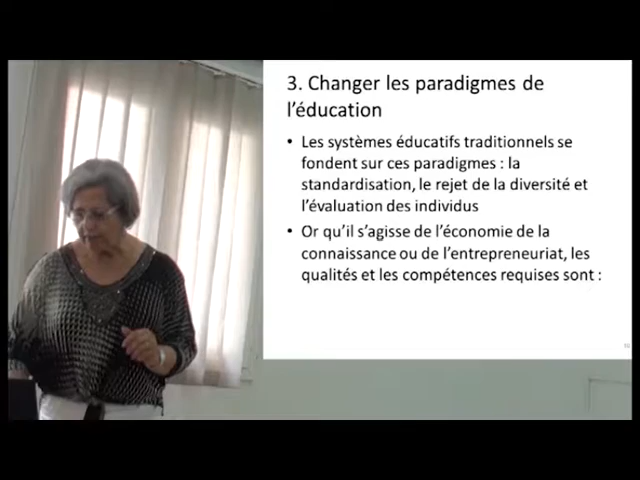 3. Changer les paradigmes de
l’éducation
• Les systèmes éducatifs traditionnels se
fondent sur ces paradigmes : la
standardisation, le rejet de la diversité et
l’évaluation des individus
• Or qu’il s’agisse de l’économie de la
connaissance ou de l’entrepreneuriat, les
qualités et les compétences requises sont :